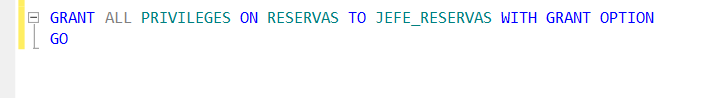 GRANT ALL PRIVILEGES ON RESERVAS TO JEFE_RESERVAS WITH GRANT OPTION
GO